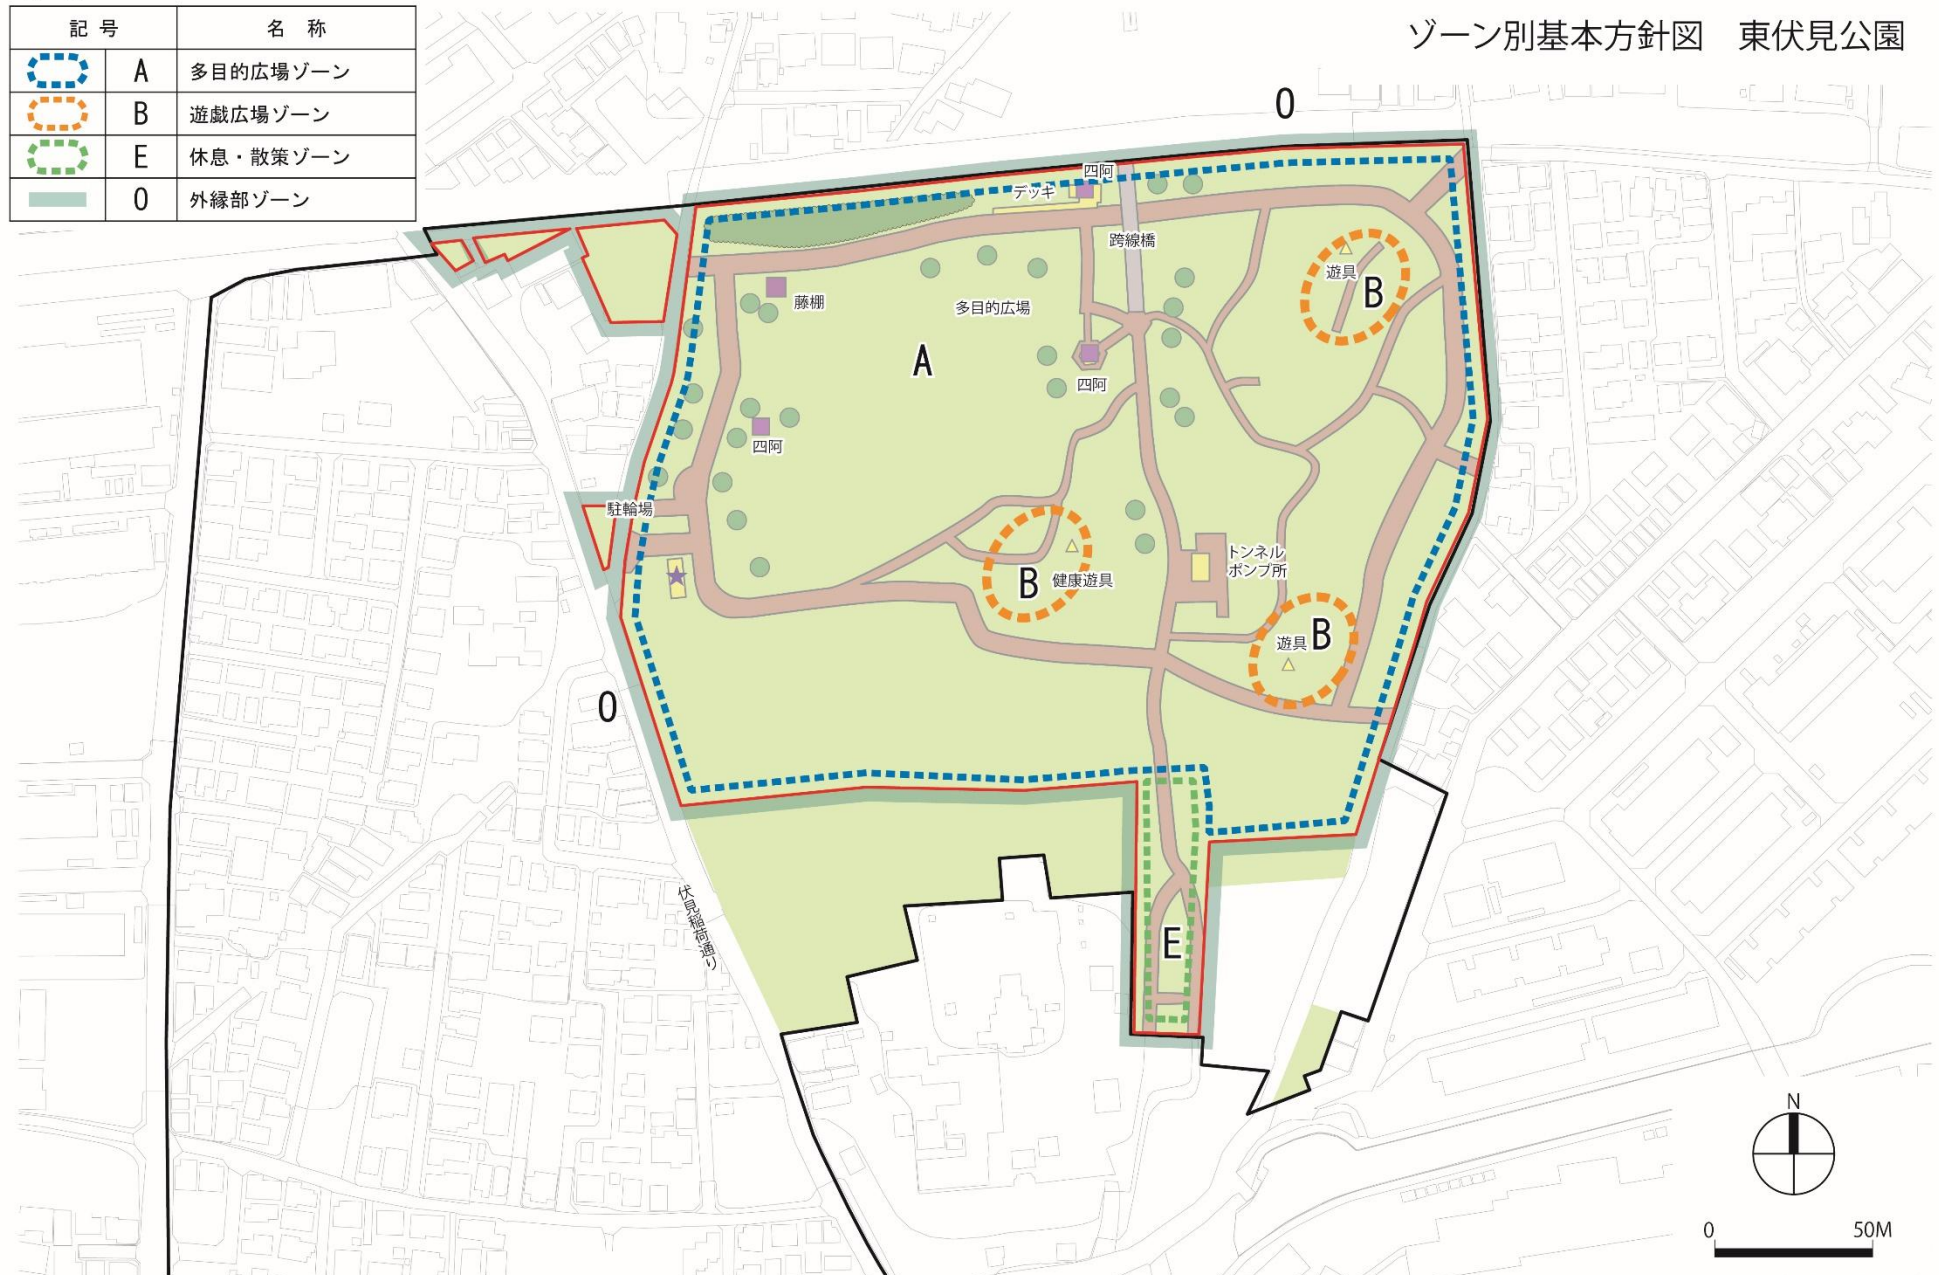 ゾーン別基本方針図　東伏見公園
記 号　名 称
A　多目的広場ゾーン
B　遊戯広場ゾーン
E　休息・散策ゾーン
O　外縁部ゾーン
O
四阿
デッキ
跨線橋
遊具
B
藤棚
多目的広場
A
四阿
四阿
駐輪場
トンネル
ポンプ所
B
健康遊具
遊具
B
O
伏見稲荷通り
E
N
0　50M